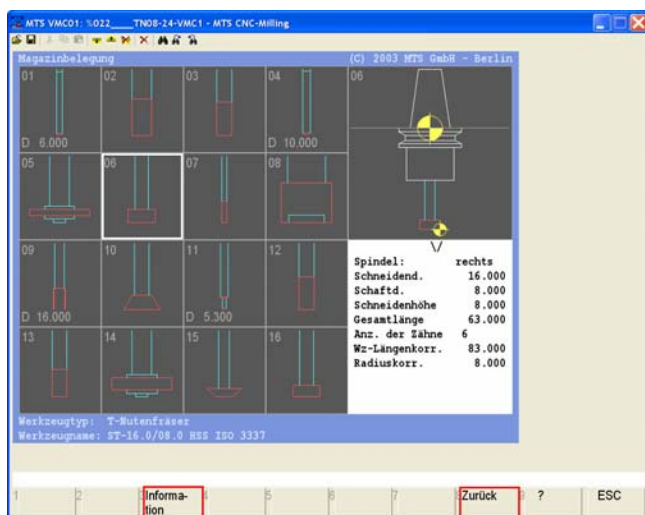 MTS VMC01: %022____TN08-24-VMC1 - MTS CNC-Milling
Magazinbelegung (C) 2003 MTS GmbH - Berlin
01 02 03 04 06
D 6.000 D 10.000
05 06 07 08
09 10 11 12
D 16.000 D 5.300
13 14 15 16
Spindel: rechts
Schneidend. 16.000
Schaftd. 8.000
Schneidenhöhe 8.000
Gesamtlänge 63.000
Anz. der Zähne 6
Wz-Längenkorr. 83.000
Radiuskorr. 8.000
Werkzeugtyp: T-Nutenfräser
Werkzeugname: ST-16.0/08.0 HSS ISO 3337
1 2 Informa- 4 5 6 7 Zurück 9 ? ESC
tion